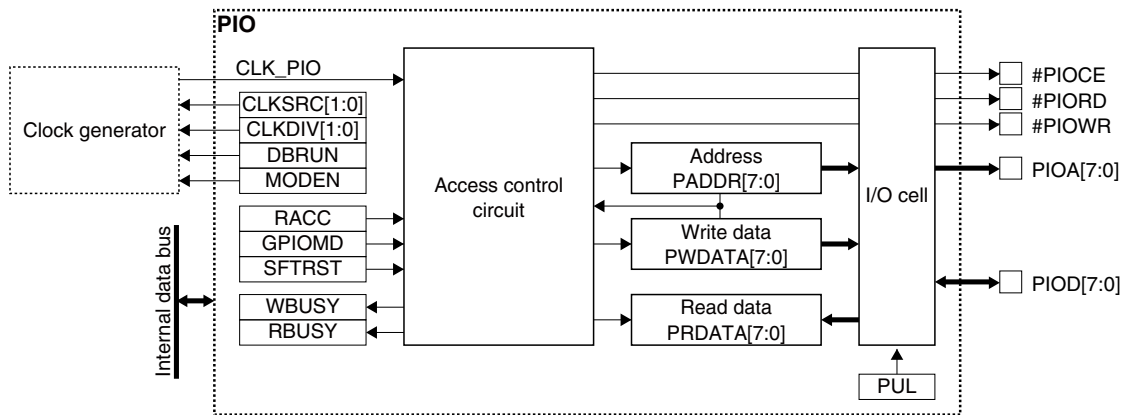 PIO
CLK_PIO
Clock generator
CLKSRC[1:0]
CLKDIV[1:0]
DBRUN
MODEN
RACC
GPIOMD
SFTRST
WBUSY
RBUSY
Internal data bus
Access control
circuit
Address
PADDR[7:0]
Write data
PWDATA[7:0]
Read data
PRDATA[7:0]
I/O cell
PUL
#PIOCE
#PIORD
#PIOWR
PIOA[7:0]
PIOD[7:0]